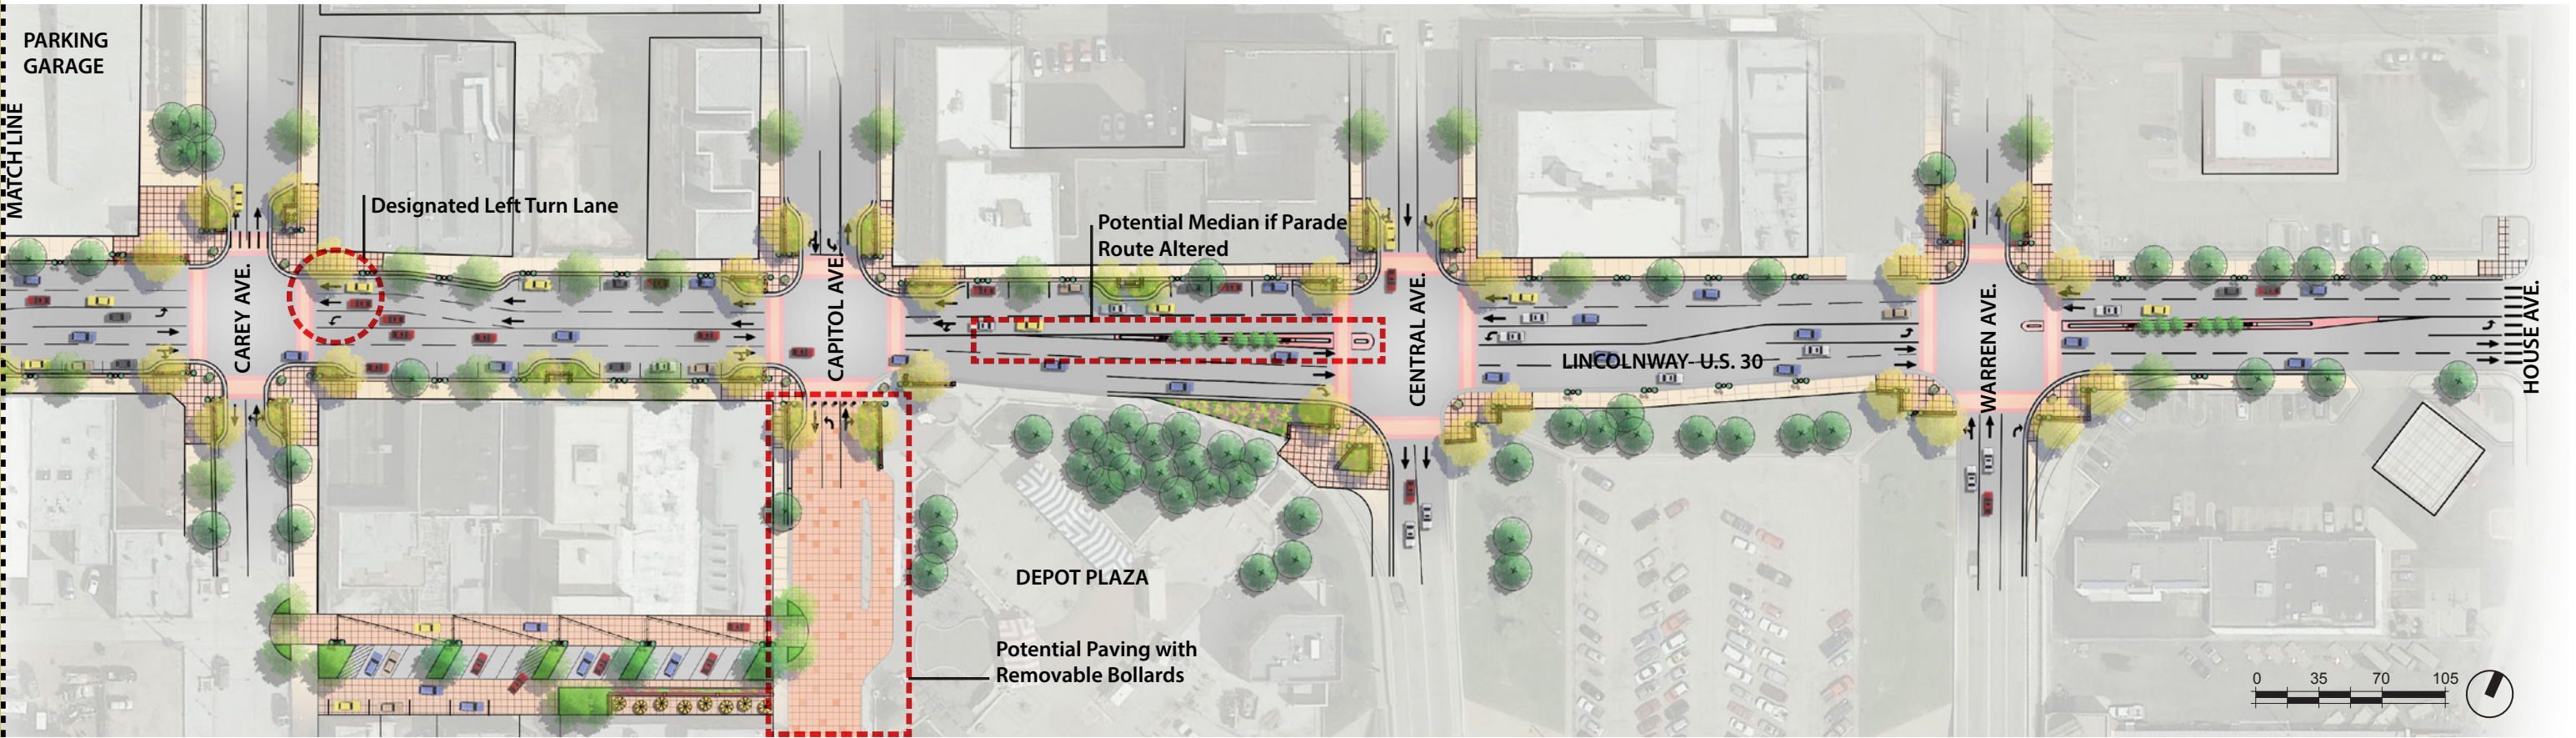 PARKING
GARAGE
MATCH LINE
Designated Left Turn Lane
Potential Median if Parade
Route Altered
CAREY AVE.
CAPITOL AVE.
CENTRAL AVE.
LINCOLNWAY- U.S. 30
WARREN AVE.
HOUSE AVE.
DEPOT PLAZA
Potential Paving with
Removable Bollards
0 35 70 105